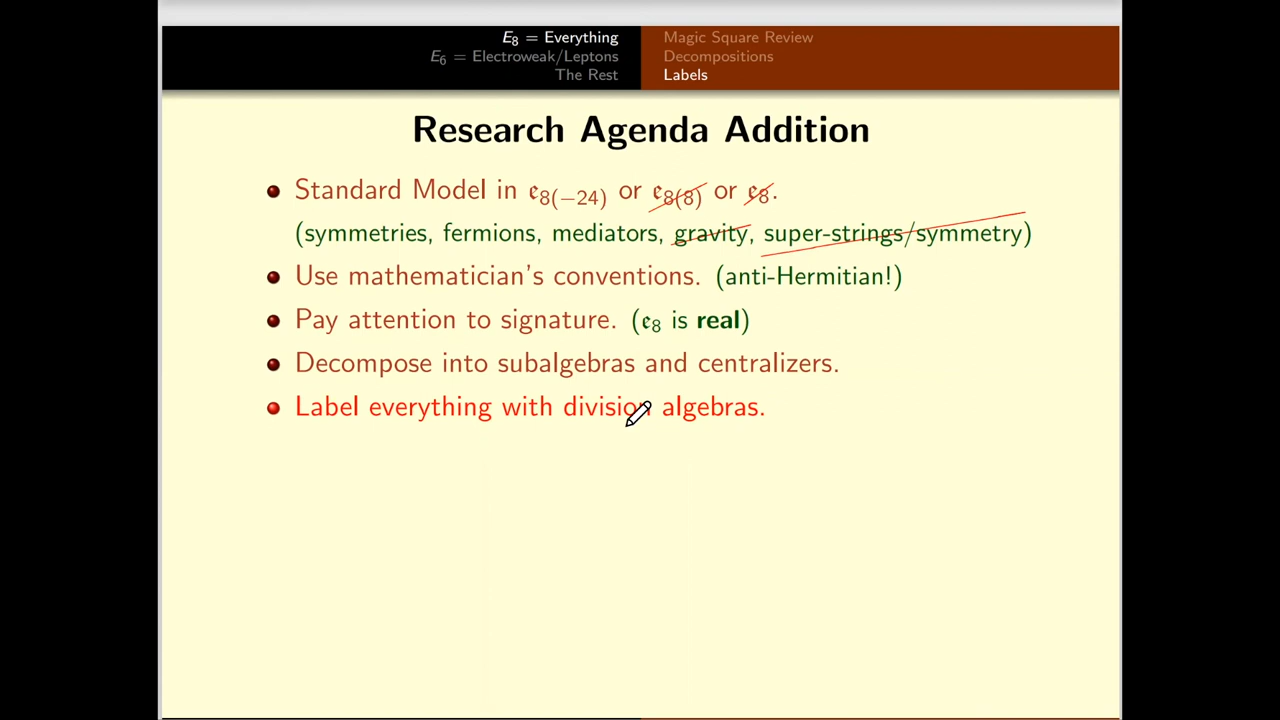 E₈ = Everything
E₆ = Electroweak/Leptons
The Rest
Magic Square Review
Decompositions
Labels
Research Agenda Addition
Standard Model in 𝔢₈₍₋₂₄₎ or 𝔢₈₍₈₎ or 𝔢₈.
(symmetries, fermions, mediators, gravity, super-strings/symmetry)
Use mathematician's conventions. (anti-Hermitian!)
Pay attention to signature. (𝔢₈ is real)
Decompose into subalgebras and centralizers.
Label everything with division algebras.